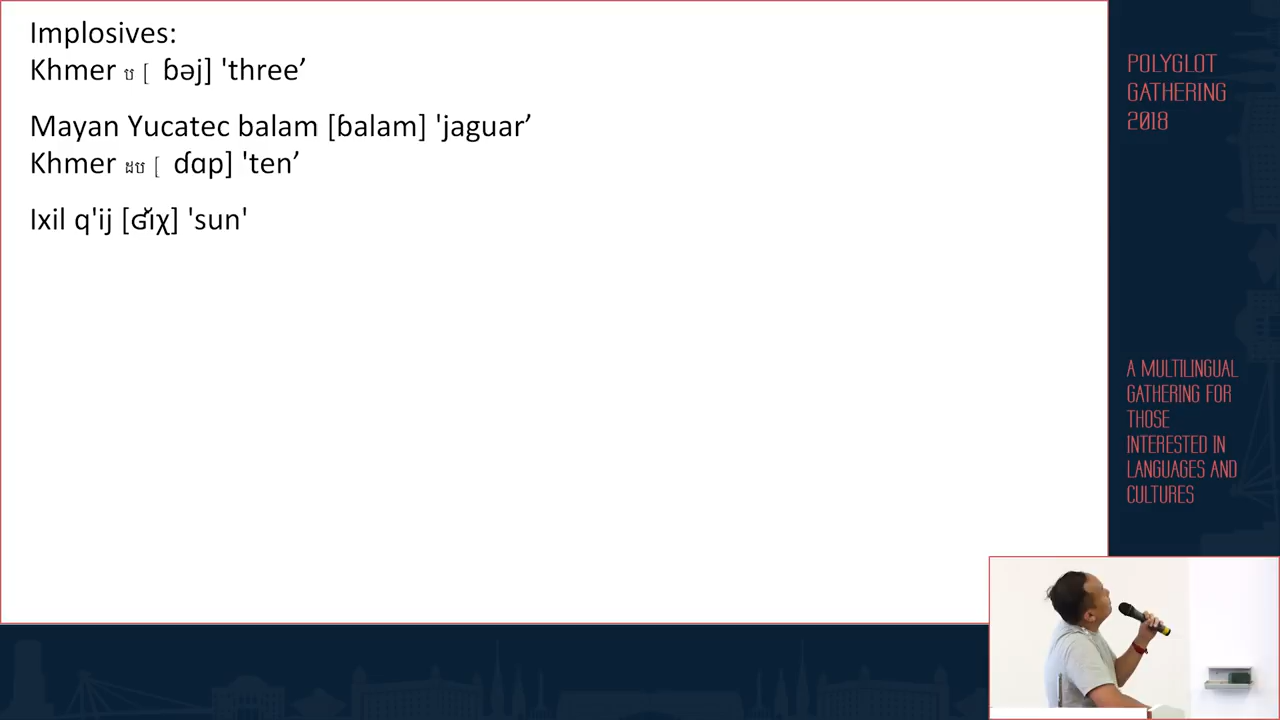 Implosives:
Khmer ប [ ɓəj] 'three’
Mayan Yucatec balam [ɓalam] 'jaguar’
Khmer ដប [ ɗɑp] 'ten’
Ixil q'ij [ʛɪ̆χ] 'sun'
POLYGLOT
GATHERING
2018
A MULTILINGUAL
GATHERING FOR
THOSE
INTERESTED IN
LANGUAGES AND
CULTURES